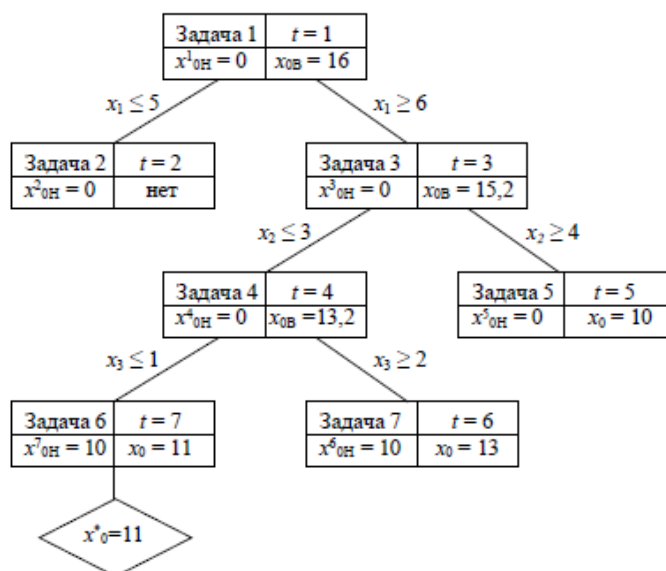 Задача 1 t = 1
x¹₀ₙ = 0 x₀ᵦ = 16
x₁ ≤ 5 x₁ ≥ 6
Задача 2 t = 2 Задача 3 t = 3
x²₀н = 0 нет x³₀н = 0 x₀в = 15,2
x₂ ≤ 3 x₂ ≥ 4
Задача 4 t = 4 Задача 5 t = 5
x⁴₀н = 0 x₀в =13,2 x⁵₀н = 0 x₀ = 10
x₃ ≤ 1 x₃ ≥ 2
Задача 6 t = 7 Задача 7 t = 6
x⁷₀н = 10 x₀ = 11 x⁶₀н = 10 x₀ = 13
x*₀=11